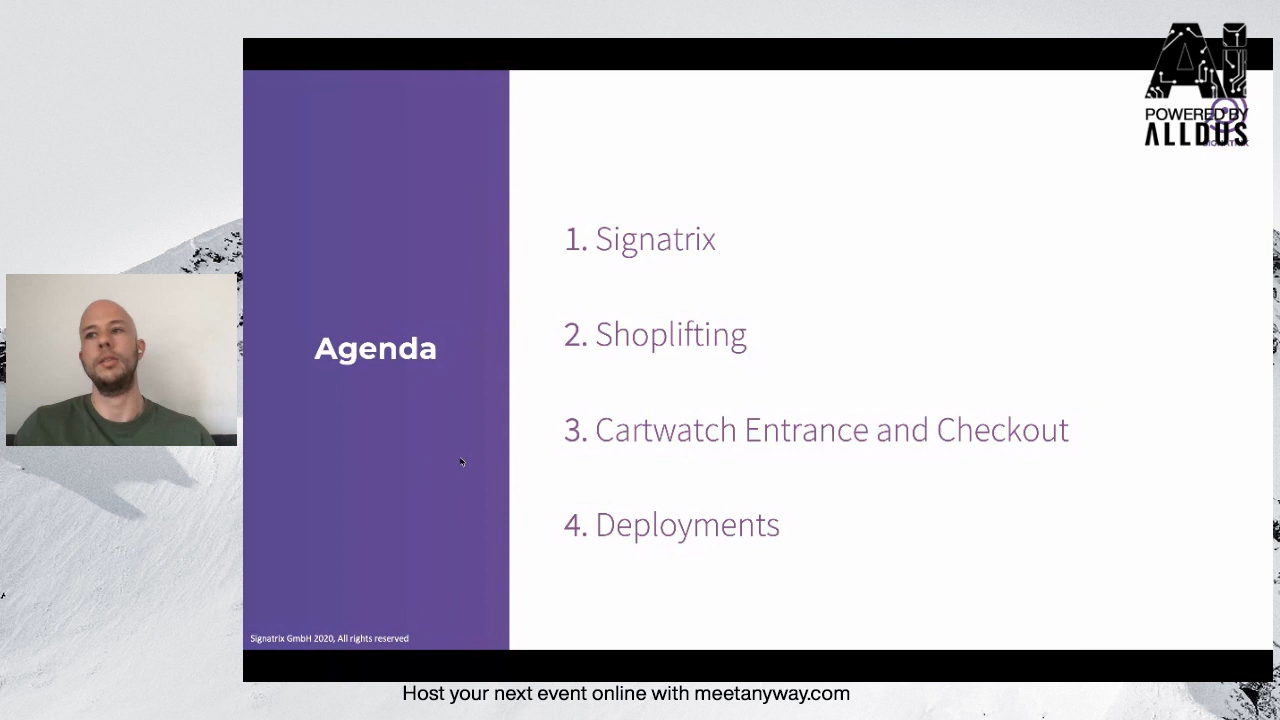 AI
POWERED BY
ALLDUS
Agenda
1. Signatrix
2. Shoplifting
3. Cartwatch Entrance and Checkout
4. Deployments
Signatrix GmbH 2020, All rights reserved
Host your next event online with meetanyway.com